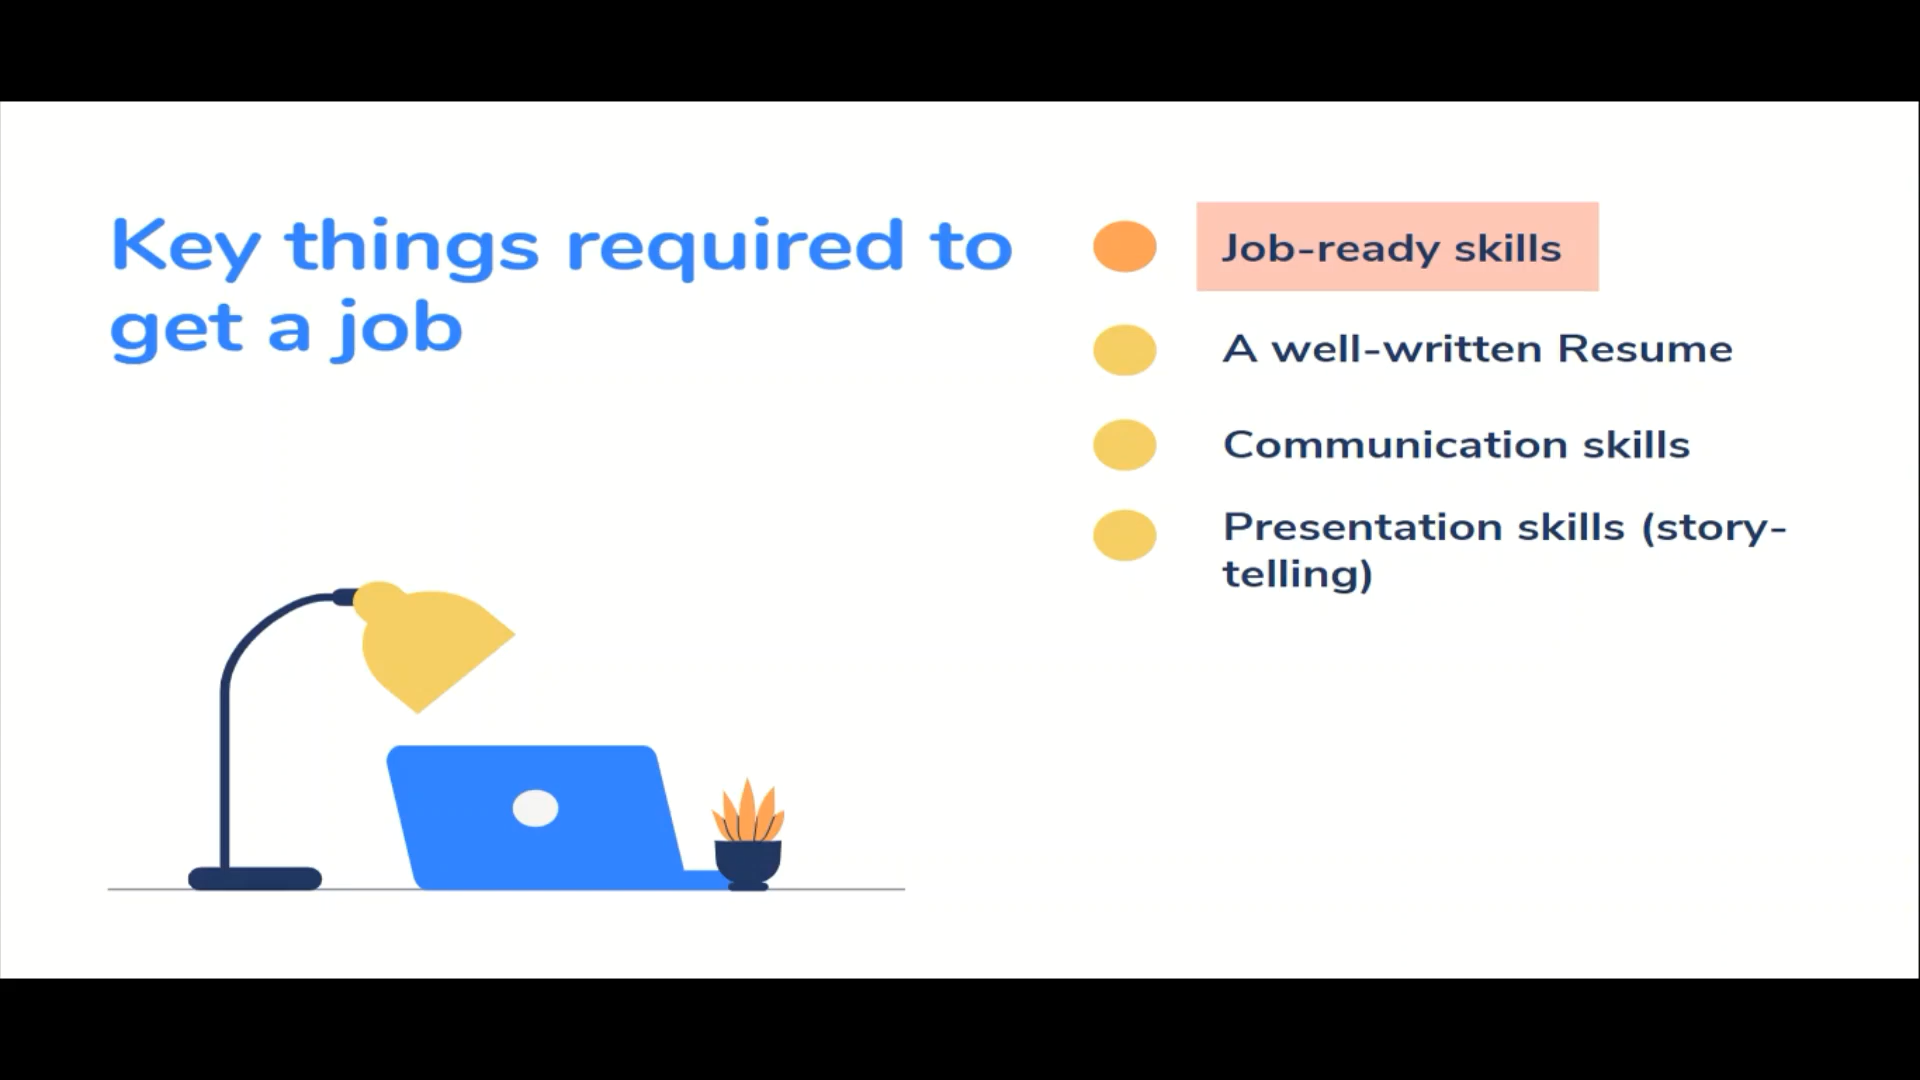 Key things required to
get a job
Job-ready skills
A well-written Resume
Communication skills
Presentation skills (story-
telling)